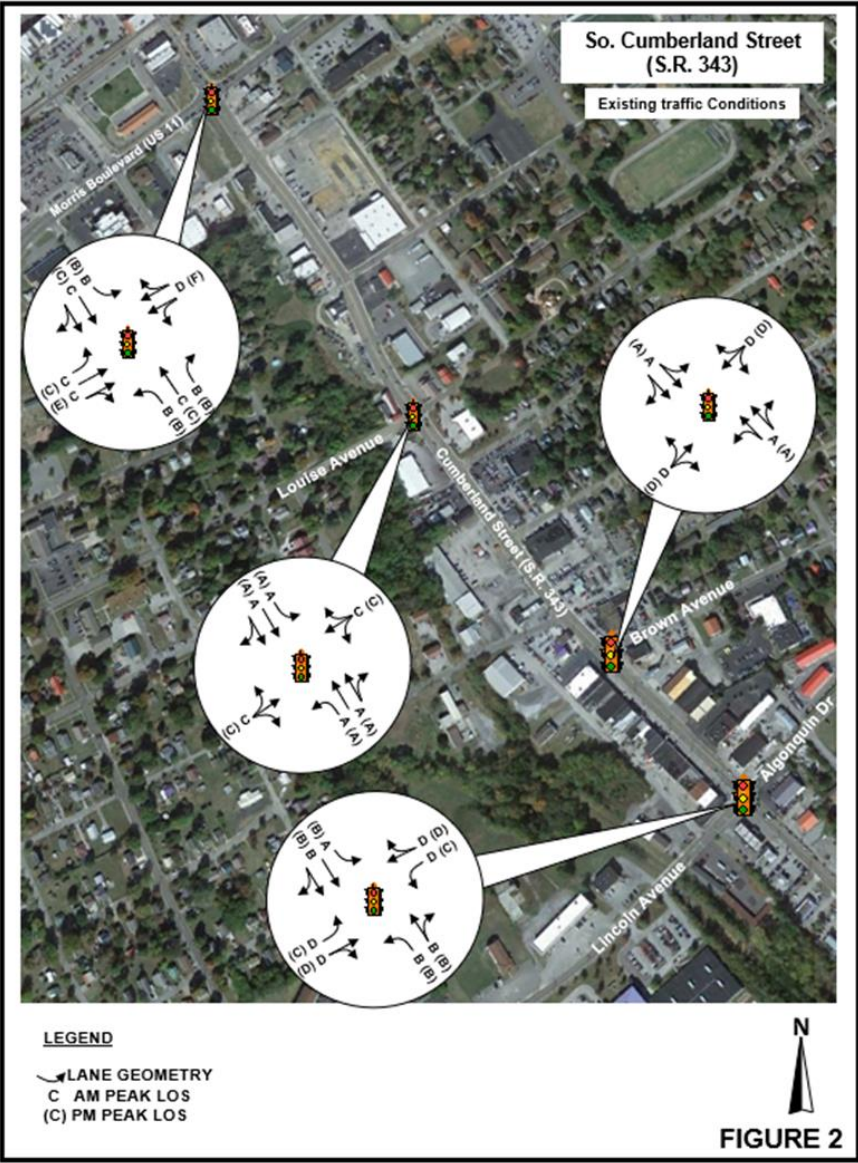 So. Cumberland Street
(S.R. 343)
Existing traffic Conditions
Morris Boulevard (US 11)
(B) B
(C) C
D (F)
(C) C
(E) C
B (B)
C (C)
B (B)
(A) A
D (D)
(D) D
A (A)
Louise Avenue
Cumberland Street (S.R. 343)
(A) A
(A) A
C (C)
(C) C
A (A)
A (A)
Brown Avenue
Algonquin Dr
(B) A
(B) B
D (D)
D (C)
(C) D
(D) D
B (B)
B (B)
Lincoln Avenue
LEGEND
LANE GEOMETRY
C AM PEAK LOS
(C) PM PEAK LOS
N
FIGURE 2